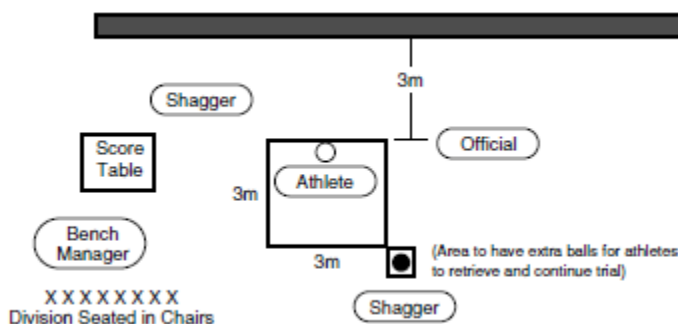 3m
Shagger
Score
Table
Official
Athlete
3m
Bench
Manager
3m
(Area to have extra balls for athletes
to retrieve and continue trial)
X X X X X X X X
Division Seated in Chairs
Shagger